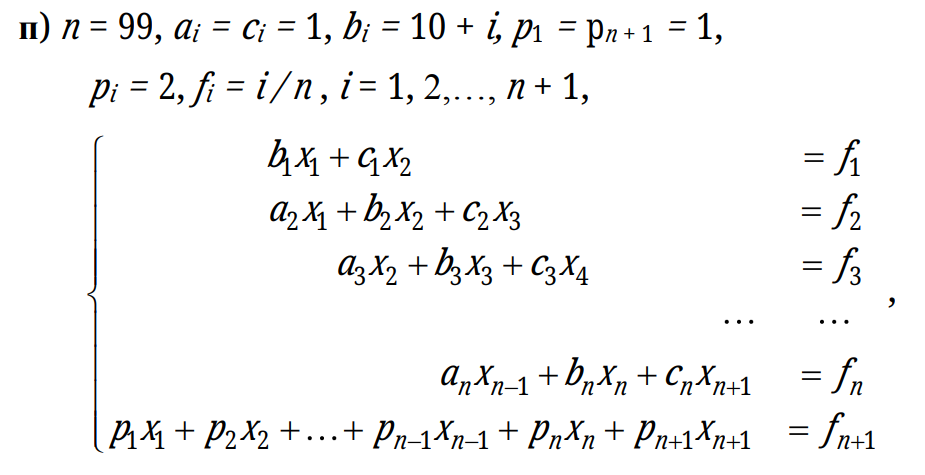 п) n = 99, aᵢ = cᵢ = 1, bᵢ = 10 + i, p₁ = pₙ₊₁ = 1,
pᵢ = 2, fᵢ = i / n , i = 1, 2,…, n + 1,
b₁x₁ + c₁x₂ = f₁
a₂x₁ + b₂x₂ + c₂x₃ = f₂
a₃x₂ + b₃x₃ + c₃x₄ = f₃
… … ,
aₙxₙ₋₁ + bₙxₙ + cₙxₙ₊₁ = fₙ
p₁x₁ + p₂x₂ + … + pₙ₋₁xₙ₋₁ + pₙxₙ + pₙ₊₁xₙ₊₁ = fₙ₊₁